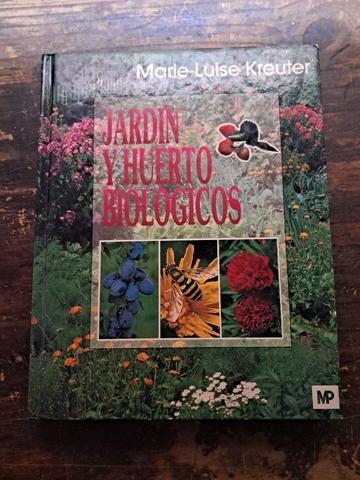 Marie-Luise Kreuter
JARDIN
Y HUERTO
BIOLOGICOS
MP